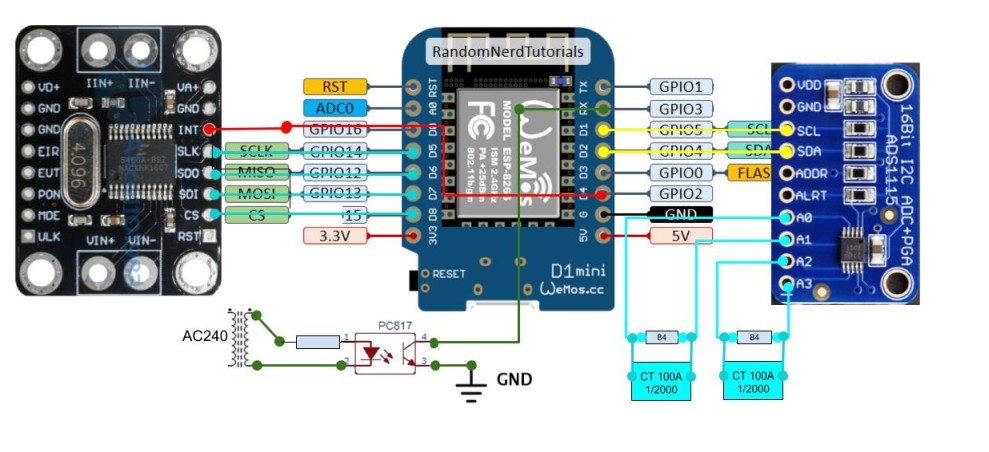 RandomNerdTutorials
IIN+ IIN-
VD+
GND
GND
EIR
EUT
PON
MDE
ULK
VA+
GND
INT
SLK
SDO
SDI
CS
RST
4.096
VIN+ VIN-
SCLK
MISO
MOSI
CS
RST
ADC0
GPIO16
GPIO14
GPIO12
GPIO13
15
3.3V
RST
A0
D0
D5
D6
D7
D8
3V3
WeMos
MODEL ESP-8266
ISM 2.4GHz
PA +25dBm
802.11b/g/n
FC
TX
RX
D1
D2
D3
D4
G
5V
RESET
D1 mini
WeMos.cc
GPIO1
GPIO3
GPIO5
GPIO4
GPIO0
GPIO2
GND
5V
SCL
SDA
FLAS
VDD
GND
SCL
SDA
ADDR
ALRT
A0
A1
A2
A3
16Bit I2C ADC+PGA
ADS1115
AC240
PC817
1
2
4
3
GND
84
84
CT 100A
1/2000
CT 100A
1/2000